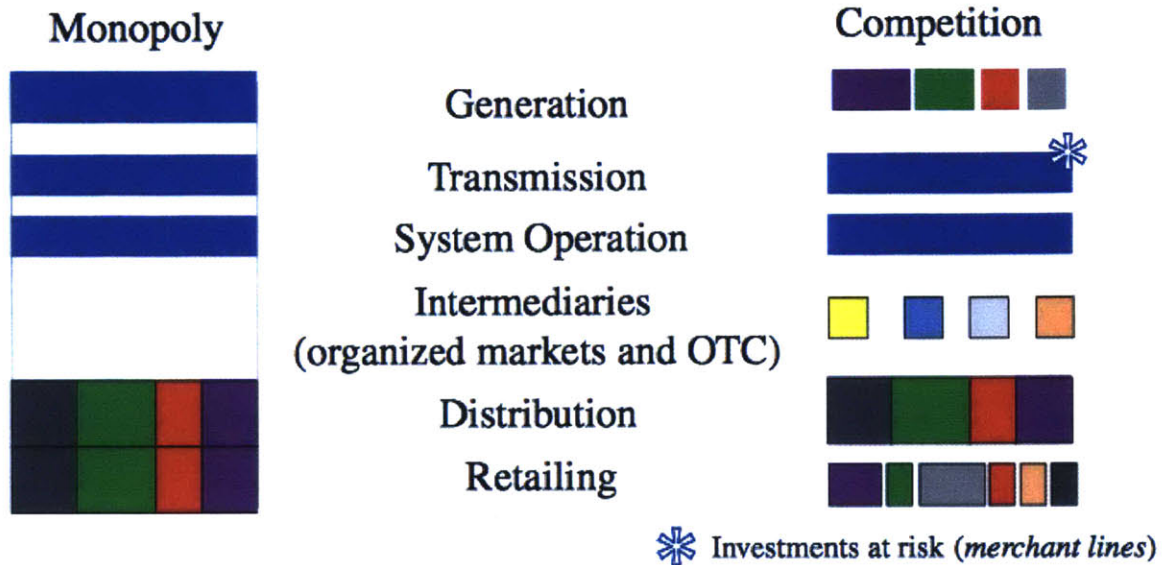 Monopoly
Competition
Generation
Transmission
System Operation
Intermediaries
(organized markets and OTC)
Distribution
Retailing
Investments at risk (merchant lines)